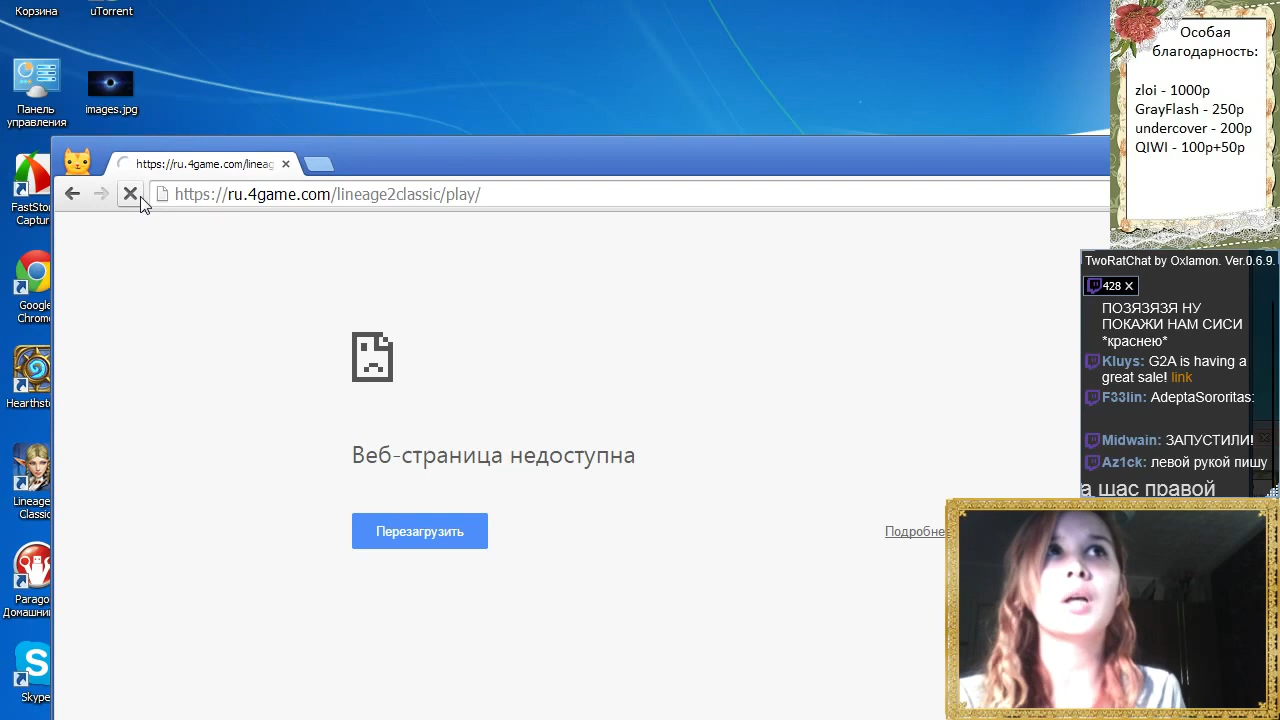 Корзина
uTorrent
Панель
управления
images.jpg
FastSto
Captur
Google
Chrome
Hearthsto
Lineage
Classic
Parago
Домашни
Skype
https://ru.4game.com/lineag
https://ru.4game.com/lineage2classic/play/
Веб-страница недоступна
Перезагрузить
Подробнее
Особая
благодарность:
zloi - 1000р
GrayFlash - 250р
undercover - 200р
QIWI - 100р+50р
TwoRatChat by Oxlamon. Ver.0.6.9.
428
ПОЗЯЗЯЗЯ НУ
ПОКАЖИ НАМ СИСИ
*краснею*
Kluys: G2A is having a
great sale! link
F33lin: AdeptaSororitas:
Midwain: ЗАПУСТИЛИ!
Az1ck: левой рукой пишу
а щас правой